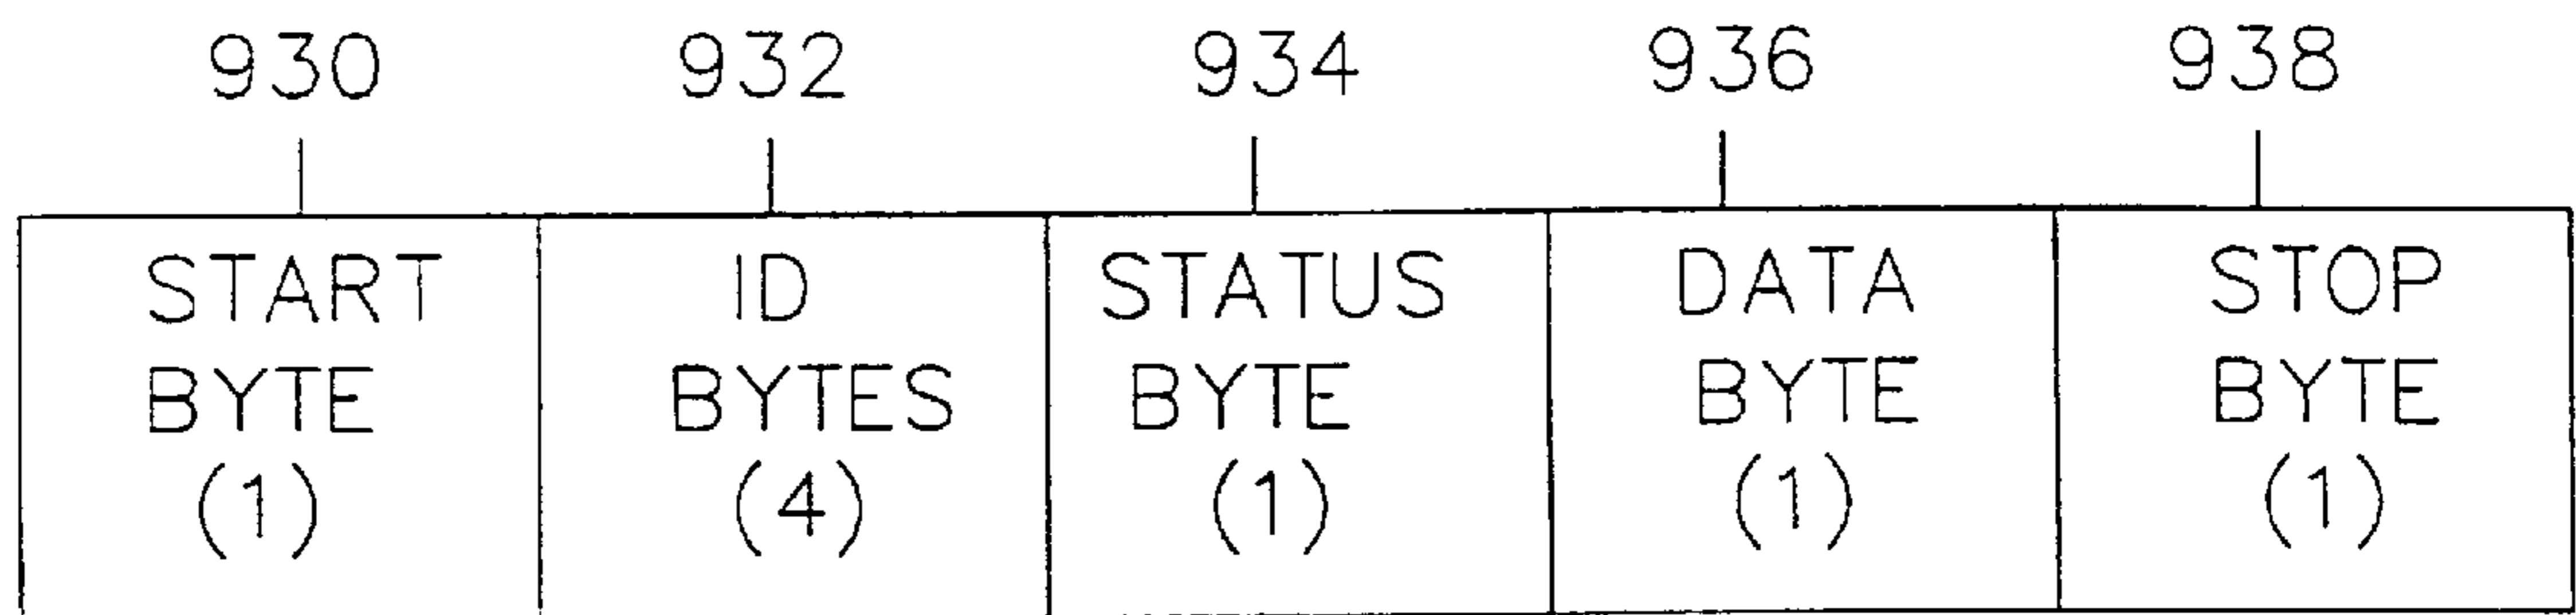 930 932 934 936 938
START ID STATUS DATA STOP
BYTE BYTES BYTE BYTE BYTE
(1) (4) (1) (1) (1)